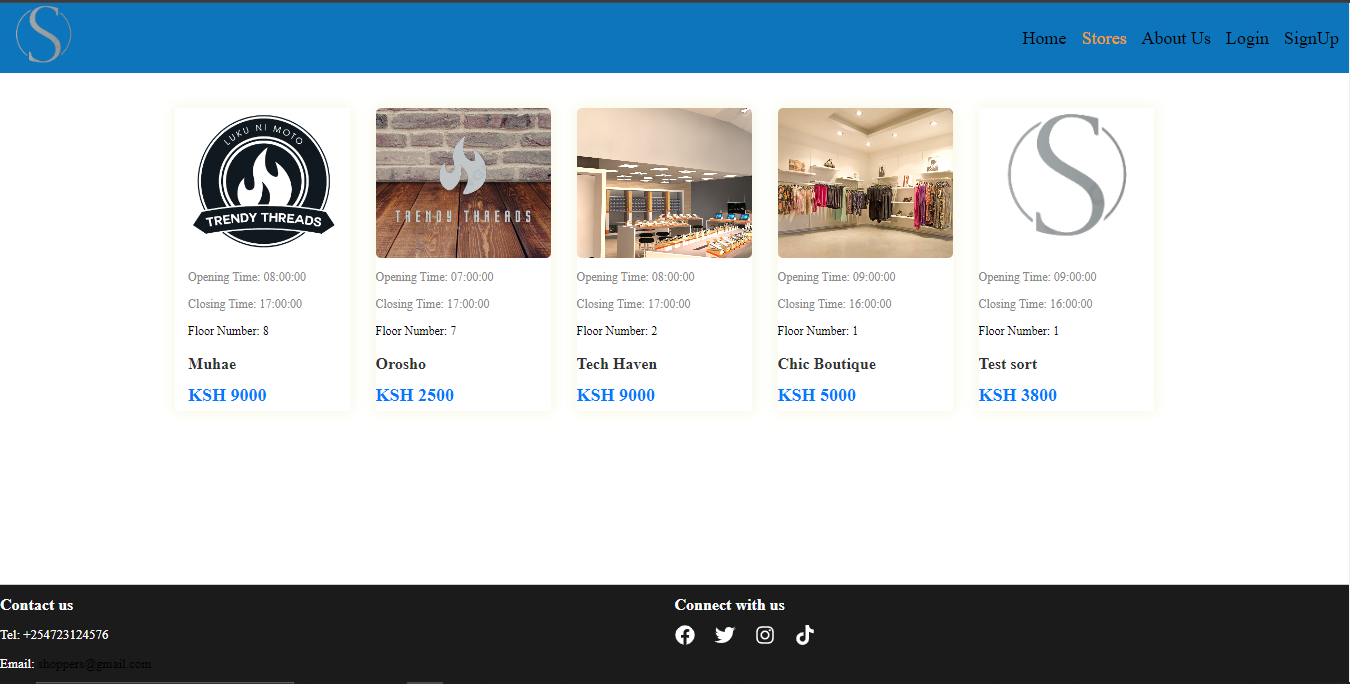 S
Home Stores About Us Login SignUp
LUKU NI MOTO
TRENDY THREADS
Opening Time: 08:00:00
Closing Time: 17:00:00
Floor Number: 8
Muhae
KSH 9000
TRENDY THREADS
Opening Time: 07:00:00
Closing Time: 17:00:00
Floor Number: 7
Orosho
KSH 2500
Opening Time: 08:00:00
Closing Time: 17:00:00
Floor Number: 2
Tech Haven
KSH 9000
Opening Time: 09:00:00
Closing Time: 16:00:00
Floor Number: 1
Chic Boutique
KSH 5000
S
Opening Time: 09:00:00
Closing Time: 16:00:00
Floor Number: 1
Test sort
KSH 3800
Contact us
Tel: +254723124576
Email: shoppers@gmail.com
Connect with us